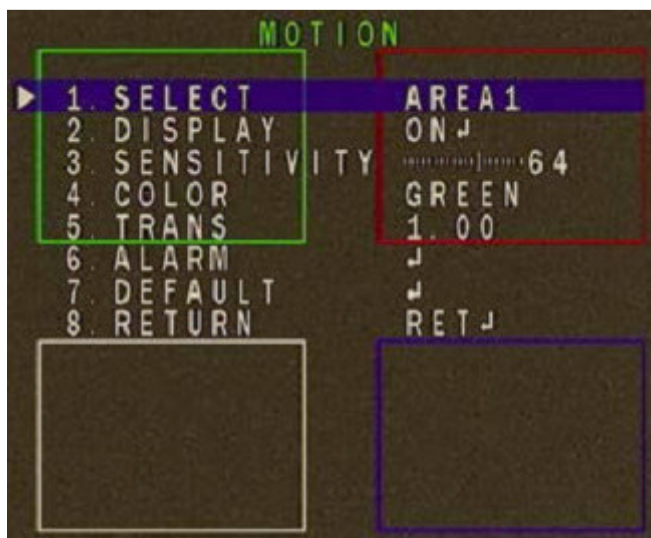 MOTION
1. SELECT AREA1
2. DISPLAY ON↲
3. SENSITIVITY 64
4. COLOR GREEN
5. TRANS 1.00
6. ALARM ↲
7. DEFAULT ↲
8. RETURN RET↲